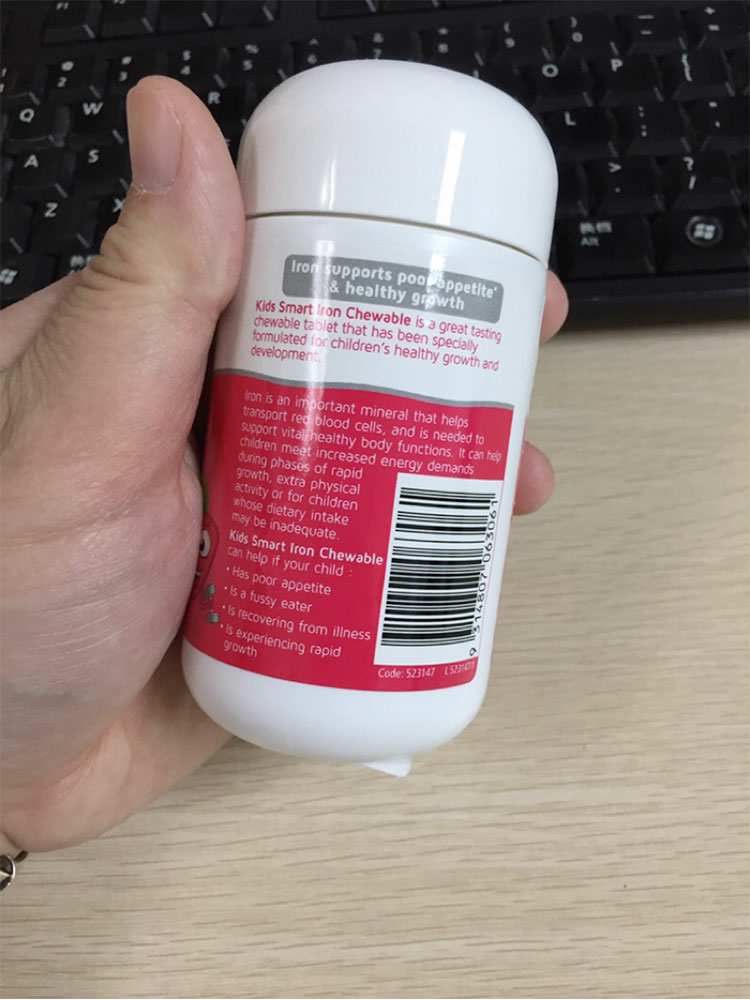 Iron supports poor appetite*
& healthy growth
Kids Smart Iron Chewable is a great tasting
chewable tablet that has been specially
formulated for children's healthy growth and
development.
Iron is an important mineral that helps
transport red blood cells, and is needed to
support vital healthy body functions. It can help
children meet increased energy demands
during phases of rapid
growth, extra physical
activity or for children
whose dietary intake
may be inadequate.
Kids Smart Iron Chewable
can help if your child :
• Has poor appetite
• Is a fussy eater
• Is recovering from illness
• Is experiencing rapid
growth
9 314807 063061
Code: 523147
Q W R O P
A S L
Z X
Alt